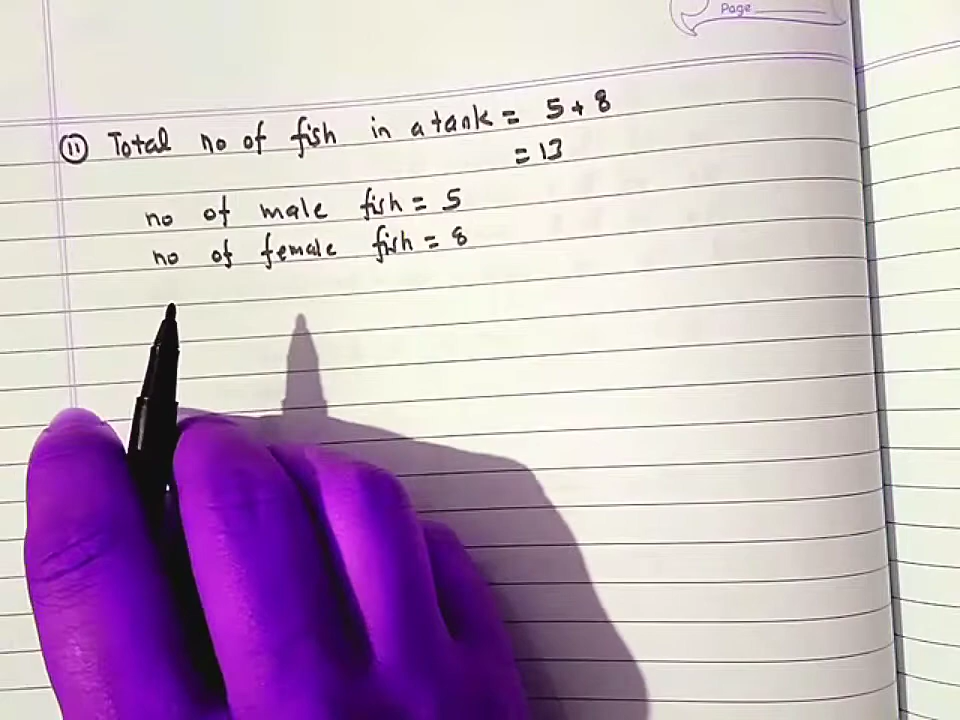 Page
(11) Total no of fish in a tank = 5 + 8
= 13
no of male fish = 5
no of female fish = 8